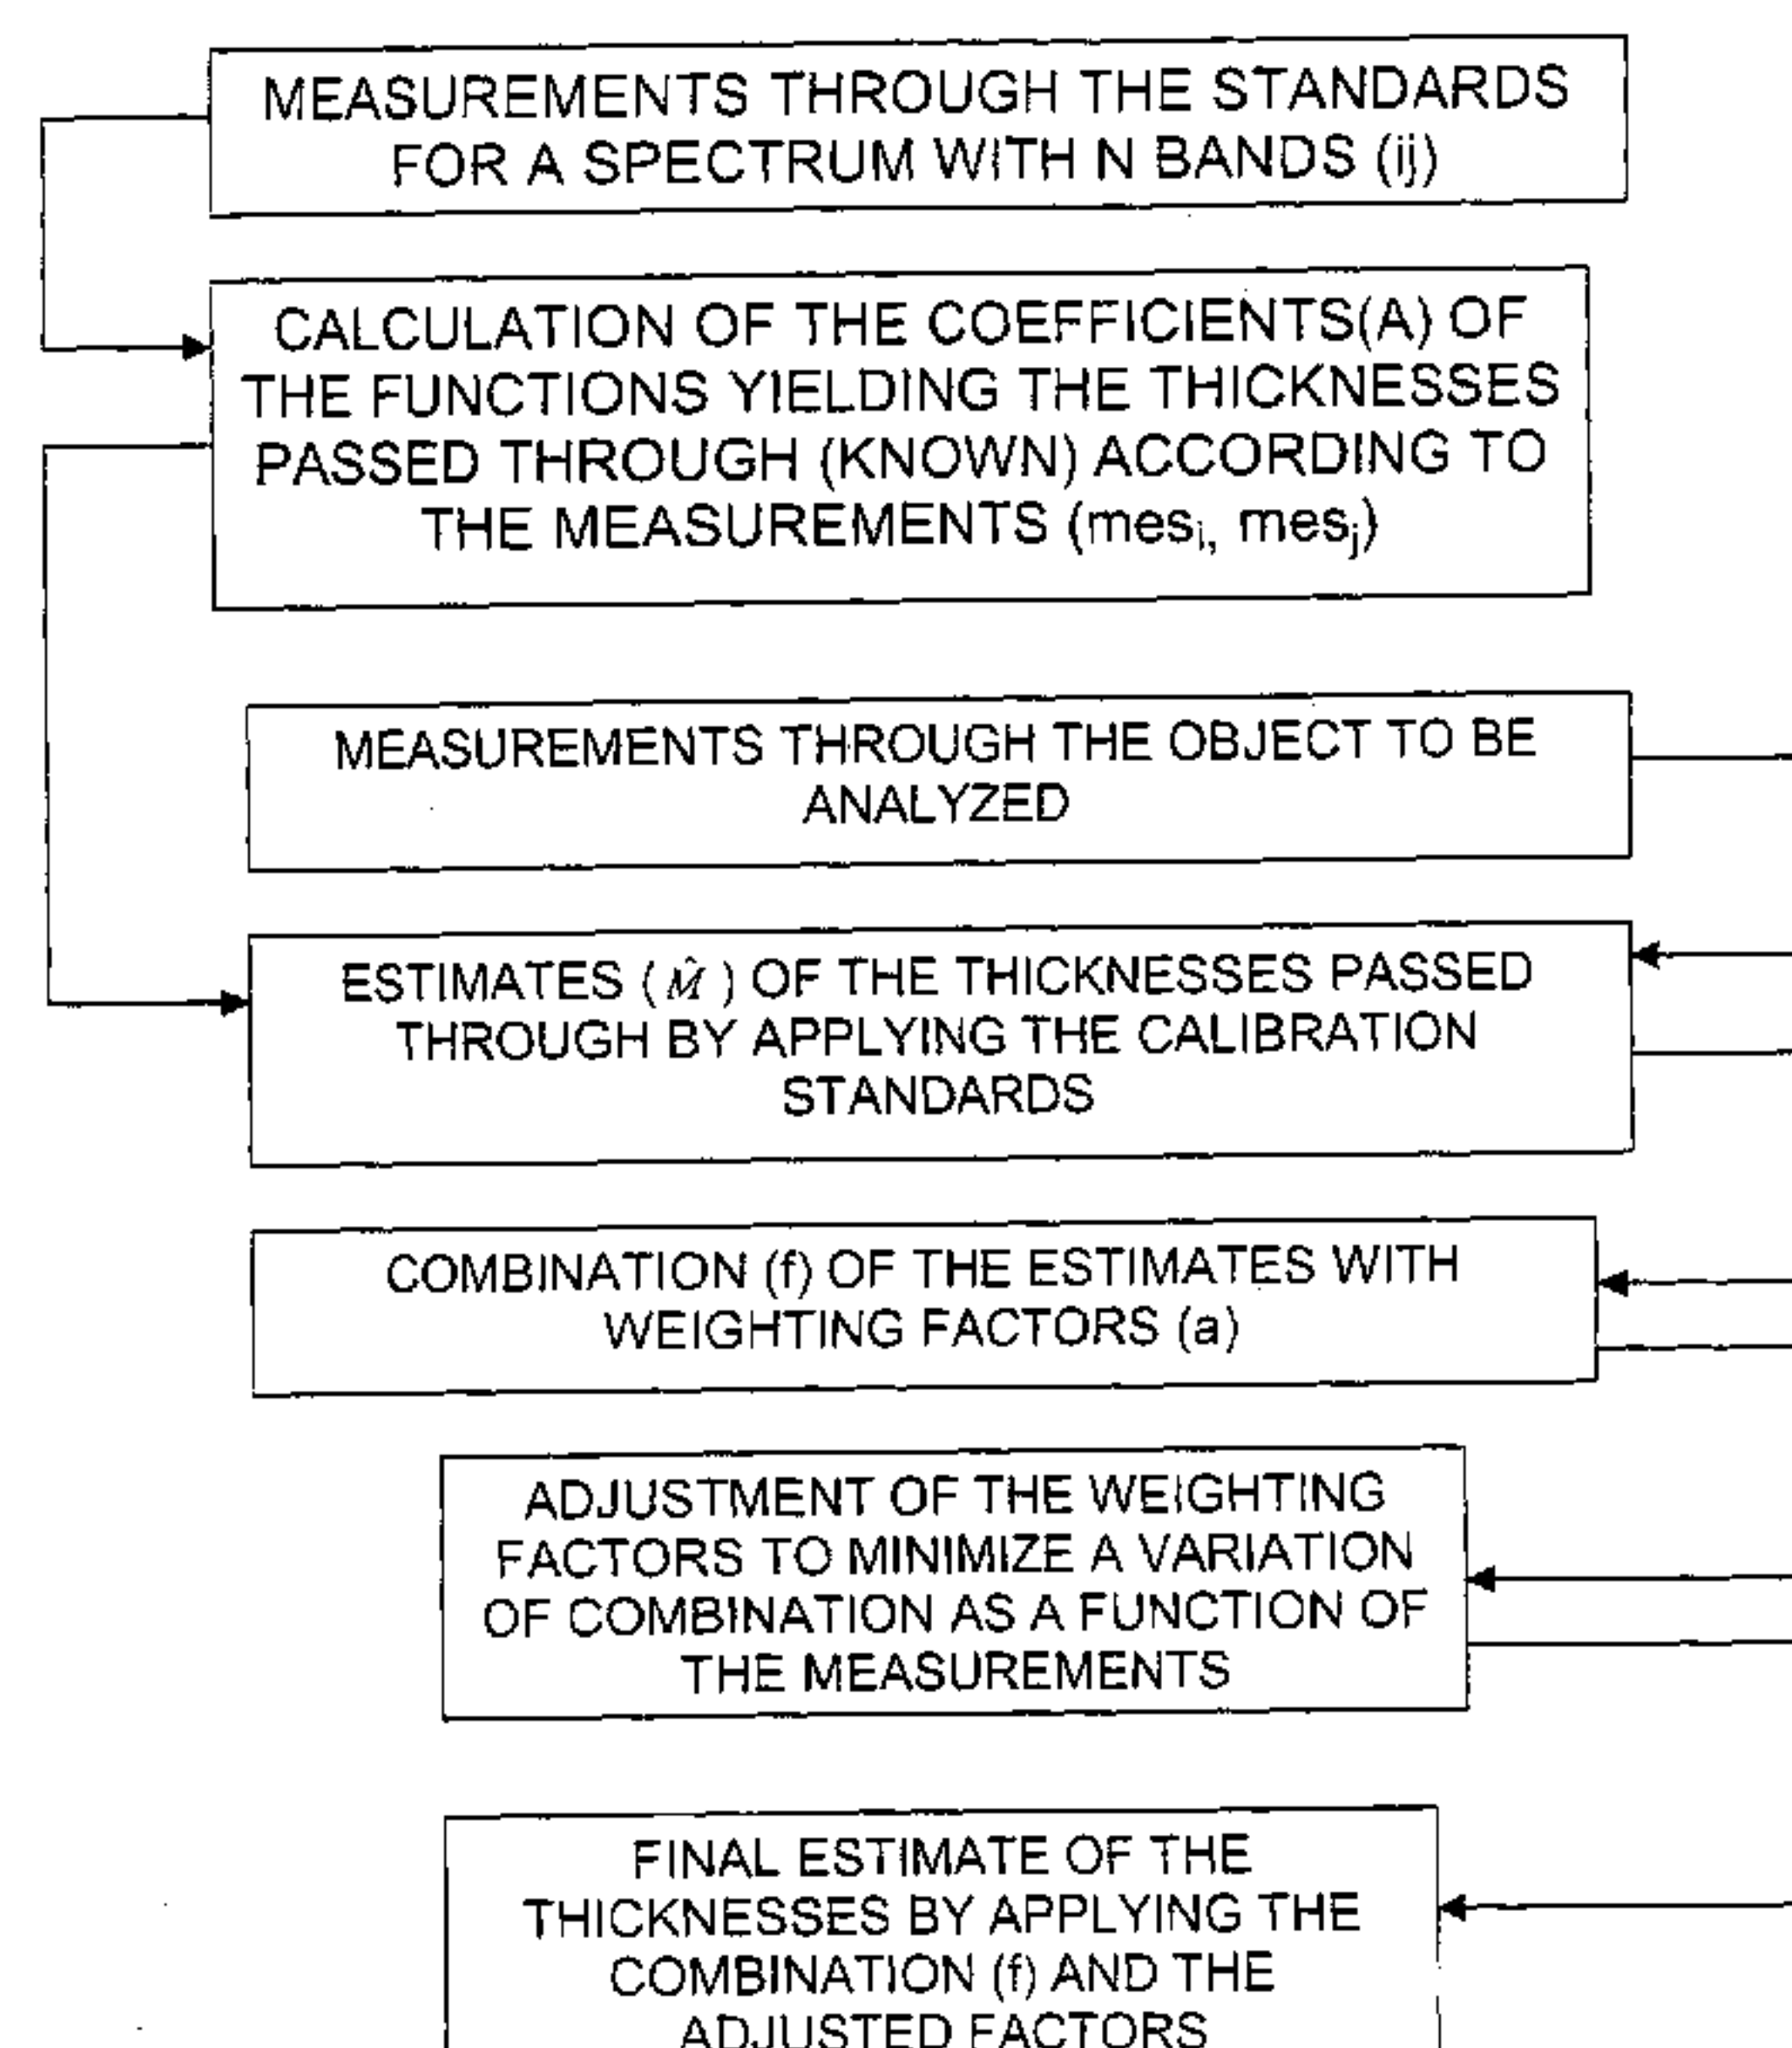 MEASUREMENTS THROUGH THE STANDARDS
FOR A SPECTRUM WITH N BANDS (ij)
CALCULATION OF THE COEFFICIENTS(A) OF
THE FUNCTIONS YIELDING THE THICKNESSES
PASSED THROUGH (KNOWN) ACCORDING TO
THE MEASUREMENTS (mesᵢ, mesⱼ)
MEASUREMENTS THROUGH THE OBJECT TO BE
ANALYZED
ESTIMATES (M̂) OF THE THICKNESSES PASSED
THROUGH BY APPLYING THE CALIBRATION
STANDARDS
COMBINATION (f) OF THE ESTIMATES WITH
WEIGHTING FACTORS (a)
ADJUSTMENT OF THE WEIGHTING
FACTORS TO MINIMIZE A VARIATION
OF COMBINATION AS A FUNCTION OF
THE MEASUREMENTS
FINAL ESTIMATE OF THE
THICKNESSES BY APPLYING THE
COMBINATION (f) AND THE
ADJUSTED FACTORS